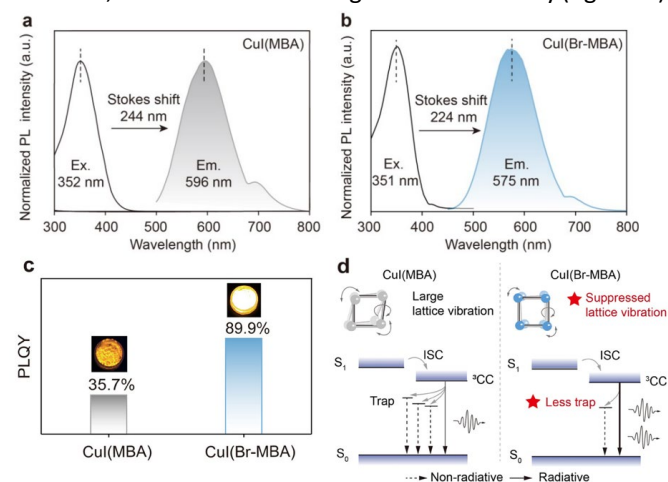 a
CuI(MBA)
Normalized PL intensity (a.u.)
Stokes shift
244 nm
Ex.
352 nm
Em.
596 nm
300 400 500 600 700 800
Wavelength (nm)
b
CuI(Br-MBA)
Normalized PL intensity (a.u.)
Stokes shift
224 nm
Ex.
351 nm
Em.
575 nm
300 400 500 600 700 800
Wavelength (nm)
c
PLQY
35.7%
89.9%
CuI(MBA)
CuI(Br-MBA)
d
CuI(MBA)
Large
lattice vibration
S1
ISC
³CC
Trap
S0
CuI(Br-MBA)
Suppressed
lattice vibration
S1
ISC
³CC
Less trap
S0
Non-radiative
Radiative